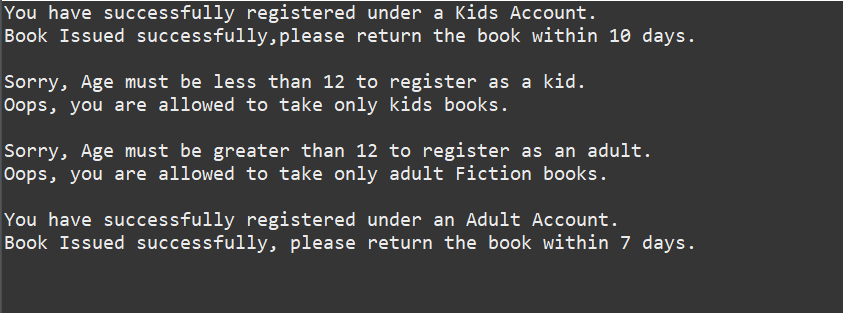 You have successfully registered under a Kids Account.
Book Issued successfully,please return the book within 10 days.
Sorry, Age must be less than 12 to register as a kid.
Oops, you are allowed to take only kids books.
Sorry, Age must be greater than 12 to register as an adult.
Oops, you are allowed to take only adult Fiction books.
You have successfully registered under an Adult Account.
Book Issued successfully, please return the book within 7 days.